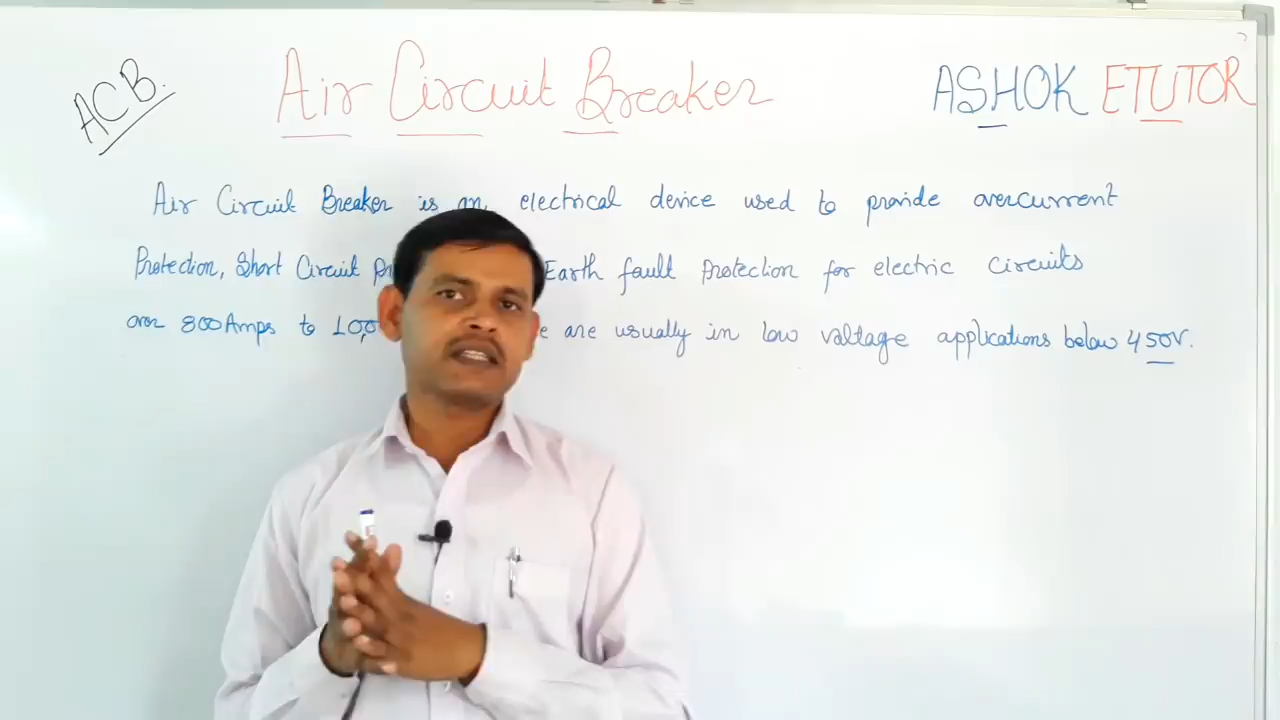 ACB.
Air Circuit Breaker
ASHOK ETUTOR
Air Circuit Breaker is an electrical device used to provide overcurrent
Protection, Short Circuit Earth fault Protection for electric circuits
over 800Amps to are usually in low voltage applications below 450V.